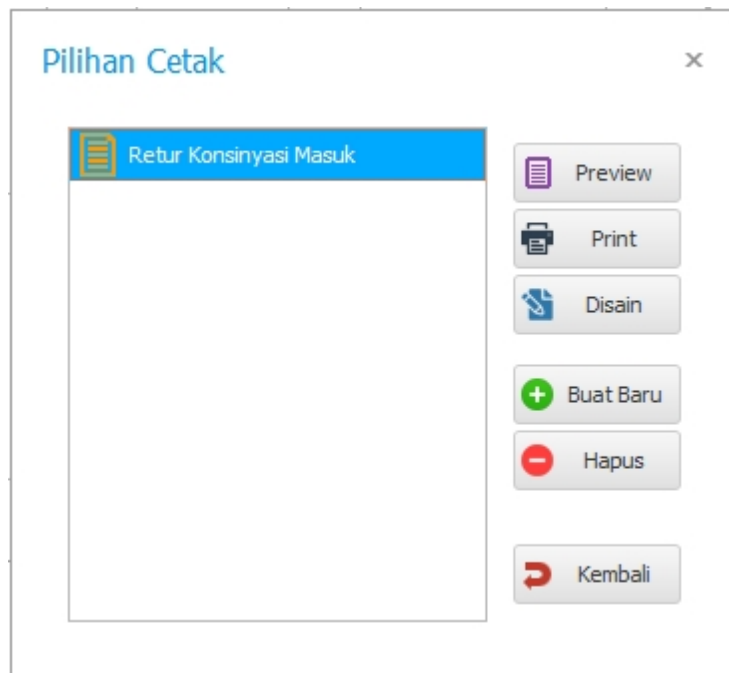 Pilihan Cetak
Retur Konsinyasi Masuk
Preview
Print
Disain
Buat Baru
Hapus
Kembali